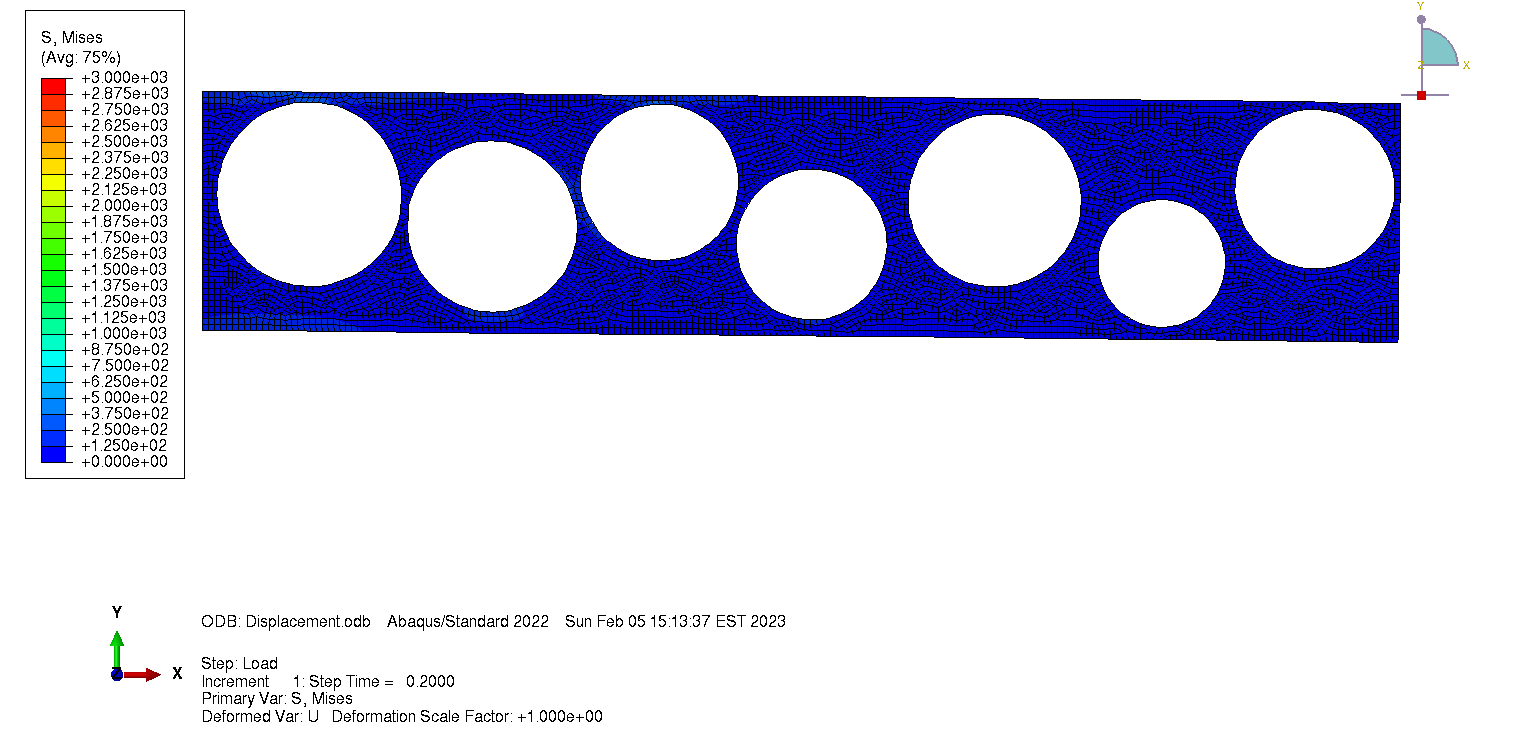 S, Mises
(Avg: 75%)
+3.000e+03
+2.875e+03
+2.750e+03
+2.625e+03
+2.500e+03
+2.375e+03
+2.250e+03
+2.125e+03
+2.000e+03
+1.875e+03
+1.750e+03
+1.625e+03
+1.500e+03
+1.375e+03
+1.250e+03
+1.125e+03
+1.000e+03
+8.750e+02
+7.500e+02
+6.250e+02
+5.000e+02
+3.750e+02
+2.500e+02
+1.250e+02
+0.000e+00
Y
Z
X
Y
Z
X
ODB: Displacement.odb Abaqus/Standard 2022 Sun Feb 05 15:13:37 EST 2023
Step: Load
Increment 1: Step Time = 0.2000
Primary Var: S, Mises
Deformed Var: U Deformation Scale Factor: +1.000e+00